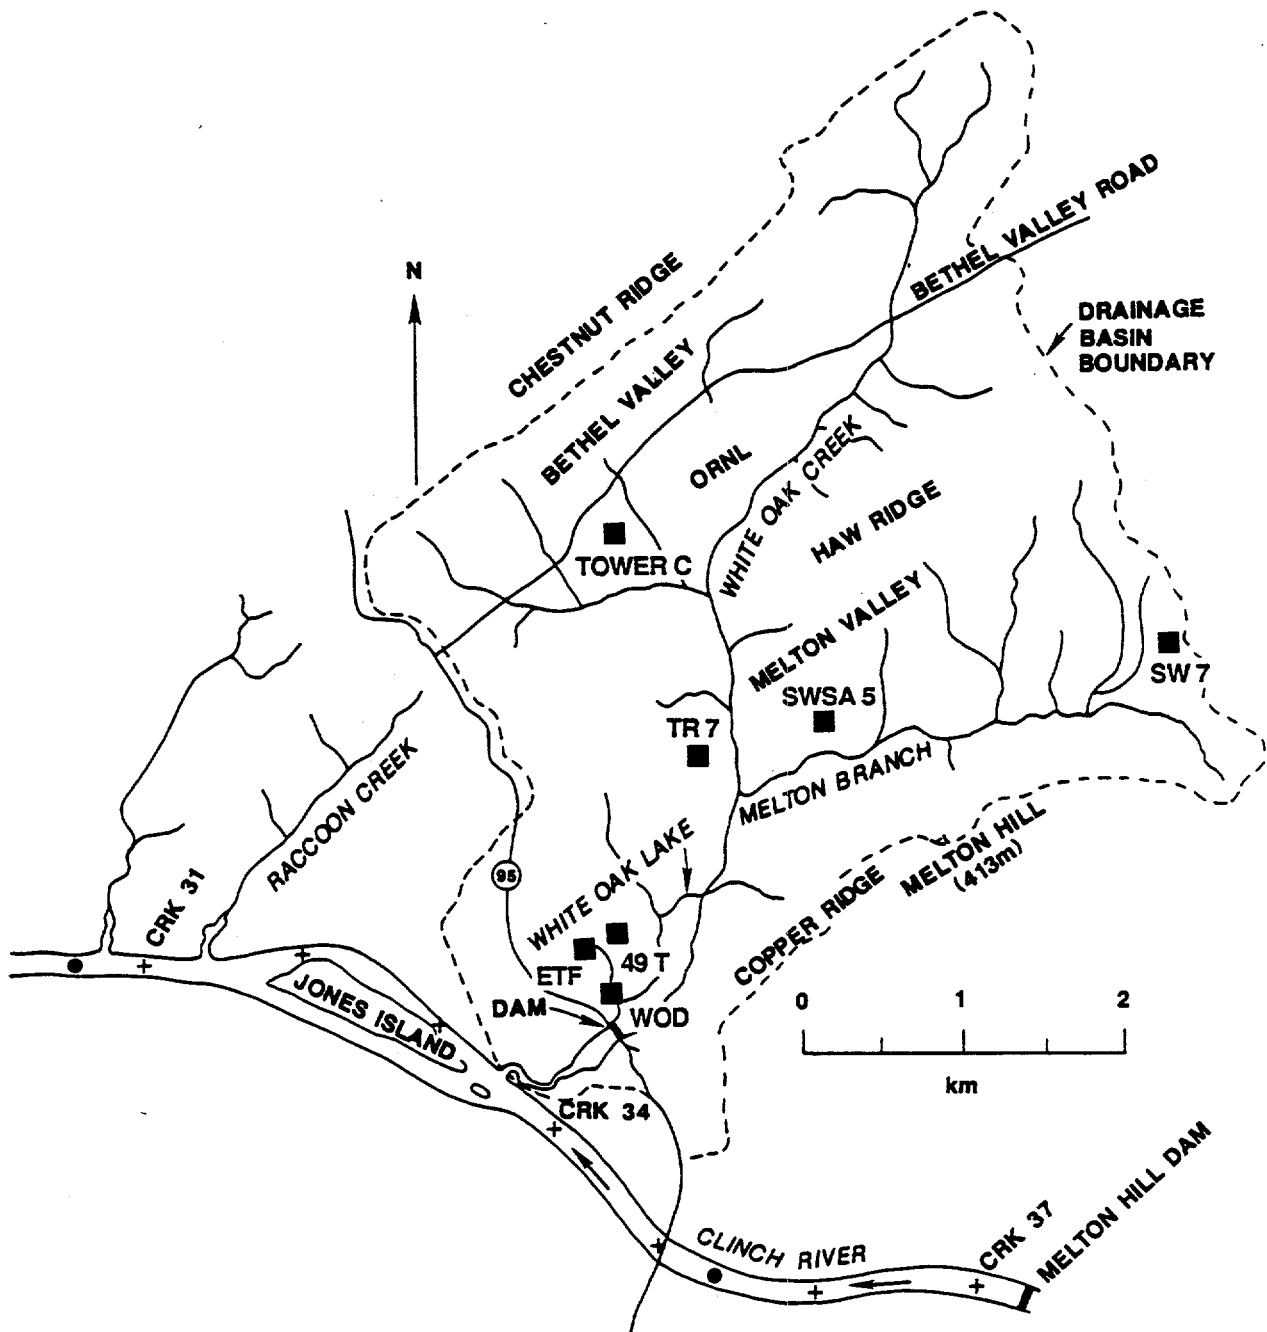 N
CHESTNUT RIDGE
BETHEL VALLEY ROAD
DRAINAGE
BASIN
BOUNDARY
BETHEL VALLEY
ORNL
WHITE OAK CREEK
HAW RIDGE
TOWER C
MELTON VALLEY
SW 7
SWSA 5
TR 7
MELTON BRANCH
RACCOON CREEK
CRK 31
95
WHITE OAK LAKE
MELTON HILL
(413m)
COPPER RIDGE
49 T
ETF
JONES ISLAND
DAM
WOD
0 1 2
km
CRK 34
CLINCH RIVER
CRK 37
MELTON HILL DAM